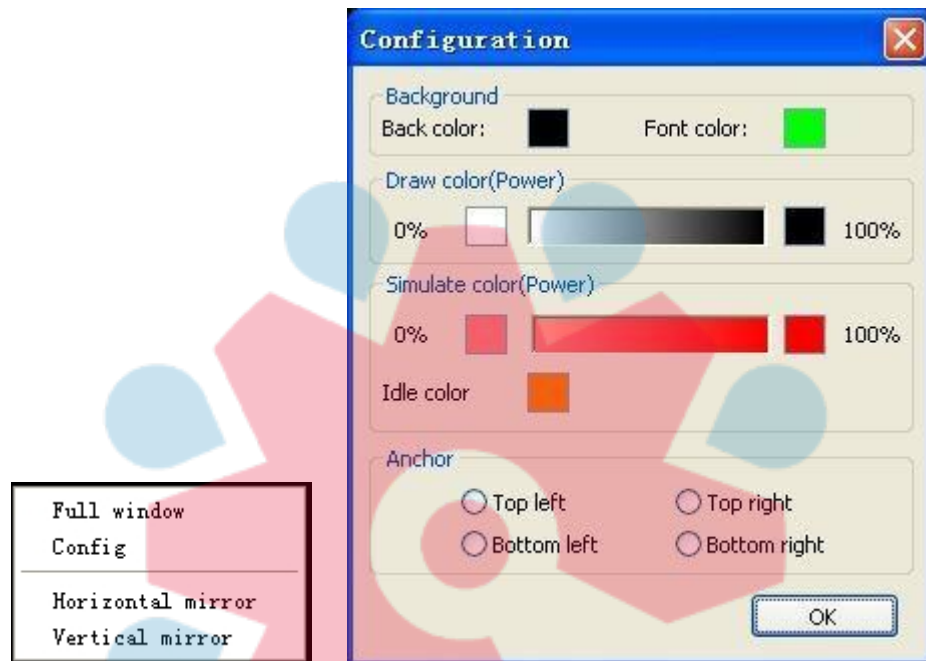 Configuration
Background
Back color: Font color:
Draw color(Power)
0% 100%
Simulate color(Power)
0% 100%
Idle color
Anchor
Top left Top right
Bottom left Bottom right
OK
Full window
Config
Horizontal mirror
Vertical mirror